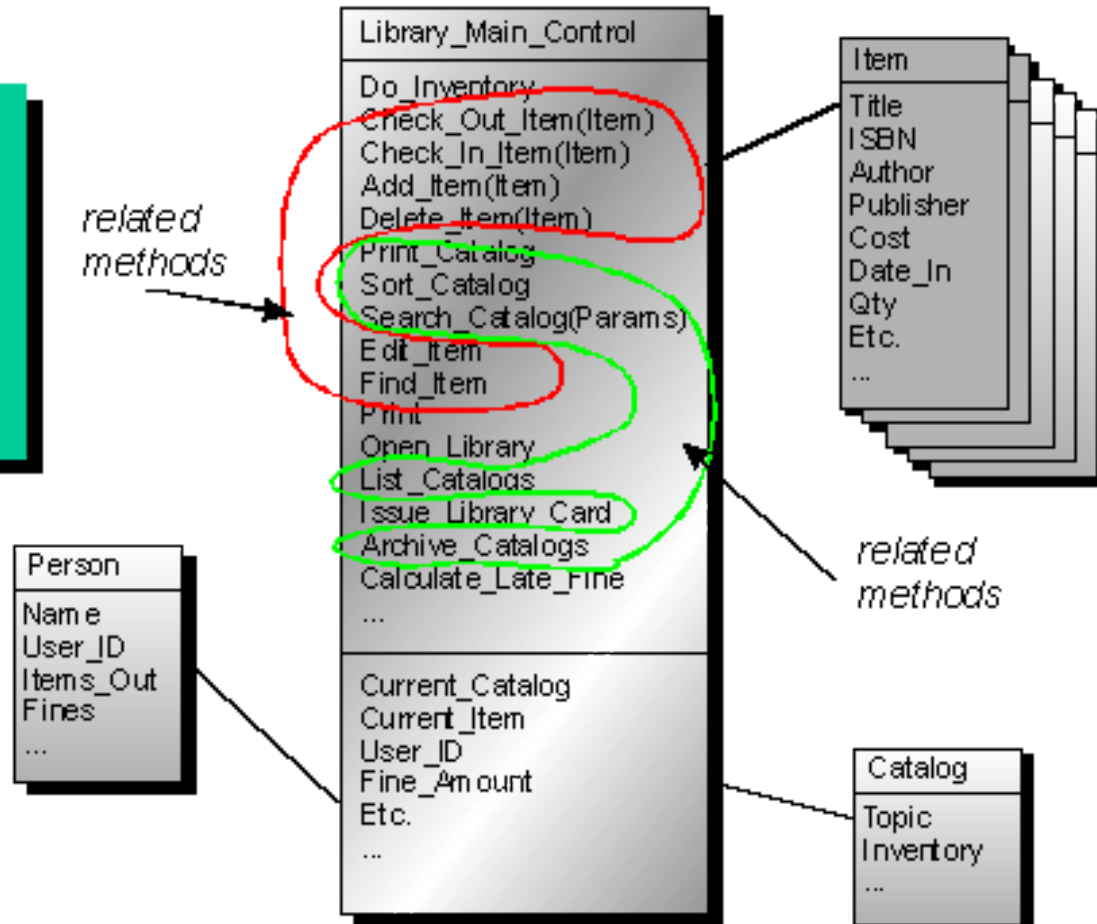 Library_Main_Control
Do_Inventory
Check_Out_Item(Item)
Check_In_Item(Item)
Add_Item(Item)
Delete_Item(Item)
Print_Catalog
Sort_Catalog
Search_Catalog(Params)
Edit_Item
Find_Item
Print
Open_Library
List_Catalogs
Issue_Library_Card
Archive_Catalogs
Calculate_Late_Fine
...
Current_Catalog
Current_Item
User_ID
Fine_Amount
Etc.
...
related
methods
Item
Title
ISBN
Author
Publisher
Cost
Date_In
Qty
Etc.
...
related
methods
Person
Name
User_ID
Items_Out
Fines
...
Catalog
Topic
Inventory
...